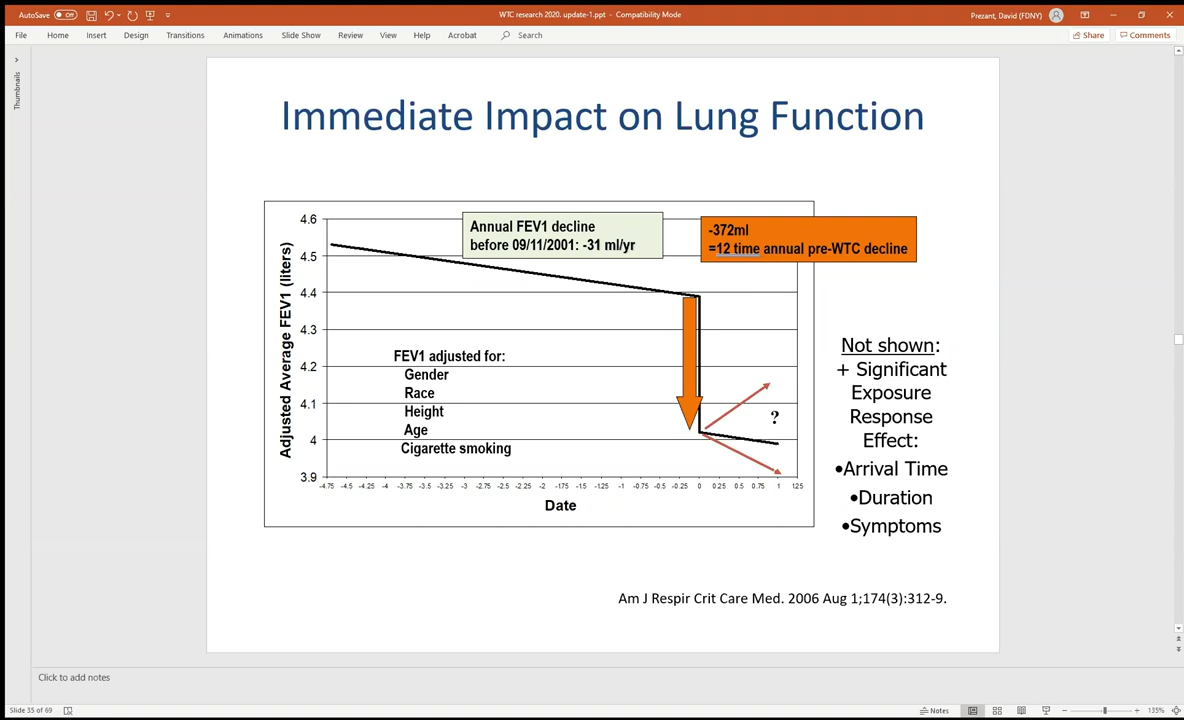 AutoSave Off
WTC research 2020. update-1.ppt - Compatibility Mode
Prezant, David (FDNY)
File Home Insert Design Transitions Animations Slide Show Review View Help Acrobat Search
Share Comments
Thumbnails
Immediate Impact on Lung Function
Annual FEV1 decline
before 09/11/2001: -31 ml/yr
-372ml
=12 time annual pre-WTC decline
Adjusted Average FEV1 (liters)
4.6
4.5
4.4
4.3
4.2
4.1
4
3.9
FEV1 adjusted for:
Gender
Race
Height
Age
Cigarette smoking
?
-4.75 -4.5 -4.25 -4 -3.75 -3.5 -3.25 -3 -2.75 -2.5 -2.25 -2 -1.75 -1.5 -1.25 -1 -0.75 -0.5 -0.25 0 0.25 0.5 0.75 1 1.25
Date
Not shown:
+ Significant
Exposure
Response
Effect:
•Arrival Time
•Duration
•Symptoms
Am J Respir Crit Care Med. 2006 Aug 1;174(3):312-9.
Click to add notes
Slide 35 of 69
Notes
135%